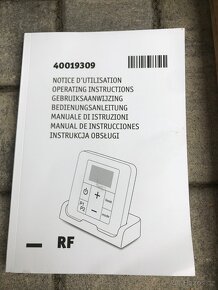 40019309
NOTICE D'UTILISATION
OPERATING INSTRUCTIONS
GEBRUIKSAANWIJZING
BEDIENUNGSANLEITUNG
MANUALE DI ISTRUZIONI
MANUAL DE INSTRUCCIONES
INSTRUKCJA OBSŁUGI
RF